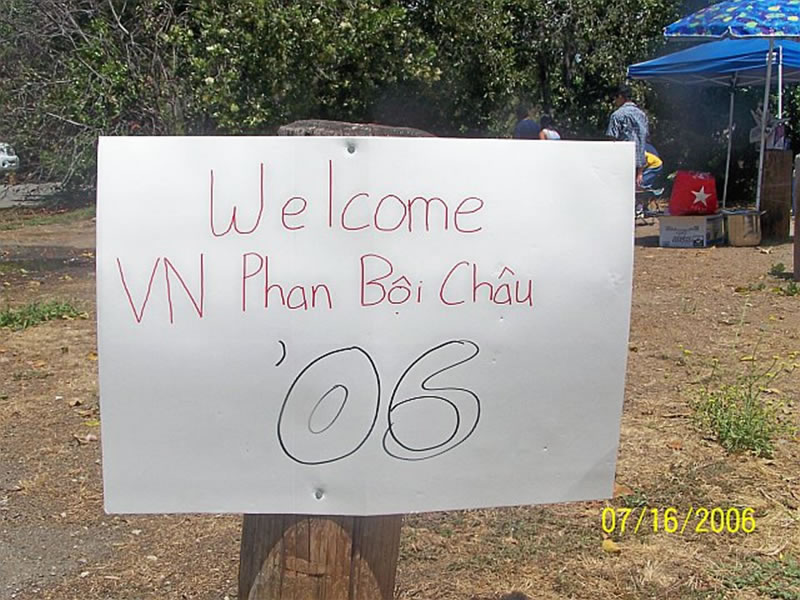 Welcome
VN Phan Bội Châu
'06
07/16/2006